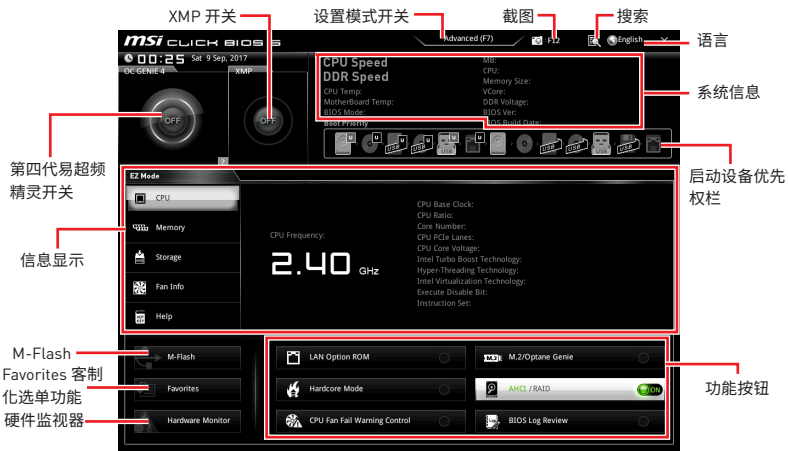 XMP 开关
设置模式开关
截图
搜索
msi CLICK BIOS 5
Advanced (F7)
F12
English
语言
00:25 Sat 9 Sep, 2017
OC GENIE 4
XMP
OFF
OFF
CPU Speed
DDR Speed
CPU Temp:
MotherBoard Temp:
BIOS Mode:
Boot Priority
MB:
CPU:
Memory Size:
VCore:
DDR Voltage:
BIOS Ver:
BIOS Build Date:
系统信息
U U U U U U
USB USB USB USB USB USB
第四代易超频
精灵开关
?
启动设备优先
权栏
EZ Mode
CPU
Memory
Storage
Fan Info
Help
信息显示
CPU Frequency:
2.40 GHz
CPU Base Clock:
CPU Ratio:
Core Number:
CPU PCIe Lanes:
CPU Core Voltage:
Intel Turbo Boost Technology:
Hyper-Threading Technology:
Intel Virtualization Technology:
Execute Disable Bit:
Instruction Set:
M-Flash
Favorites 客制
化选单功能
硬件监视器
M-Flash
Favorites
Hardware Monitor
LAN Option ROM
M.2/Optane Genie
Hardcore Mode
AHCI /RAID
ON
CPU Fan Fail Warning Control
BIOS Log Review
功能按钮